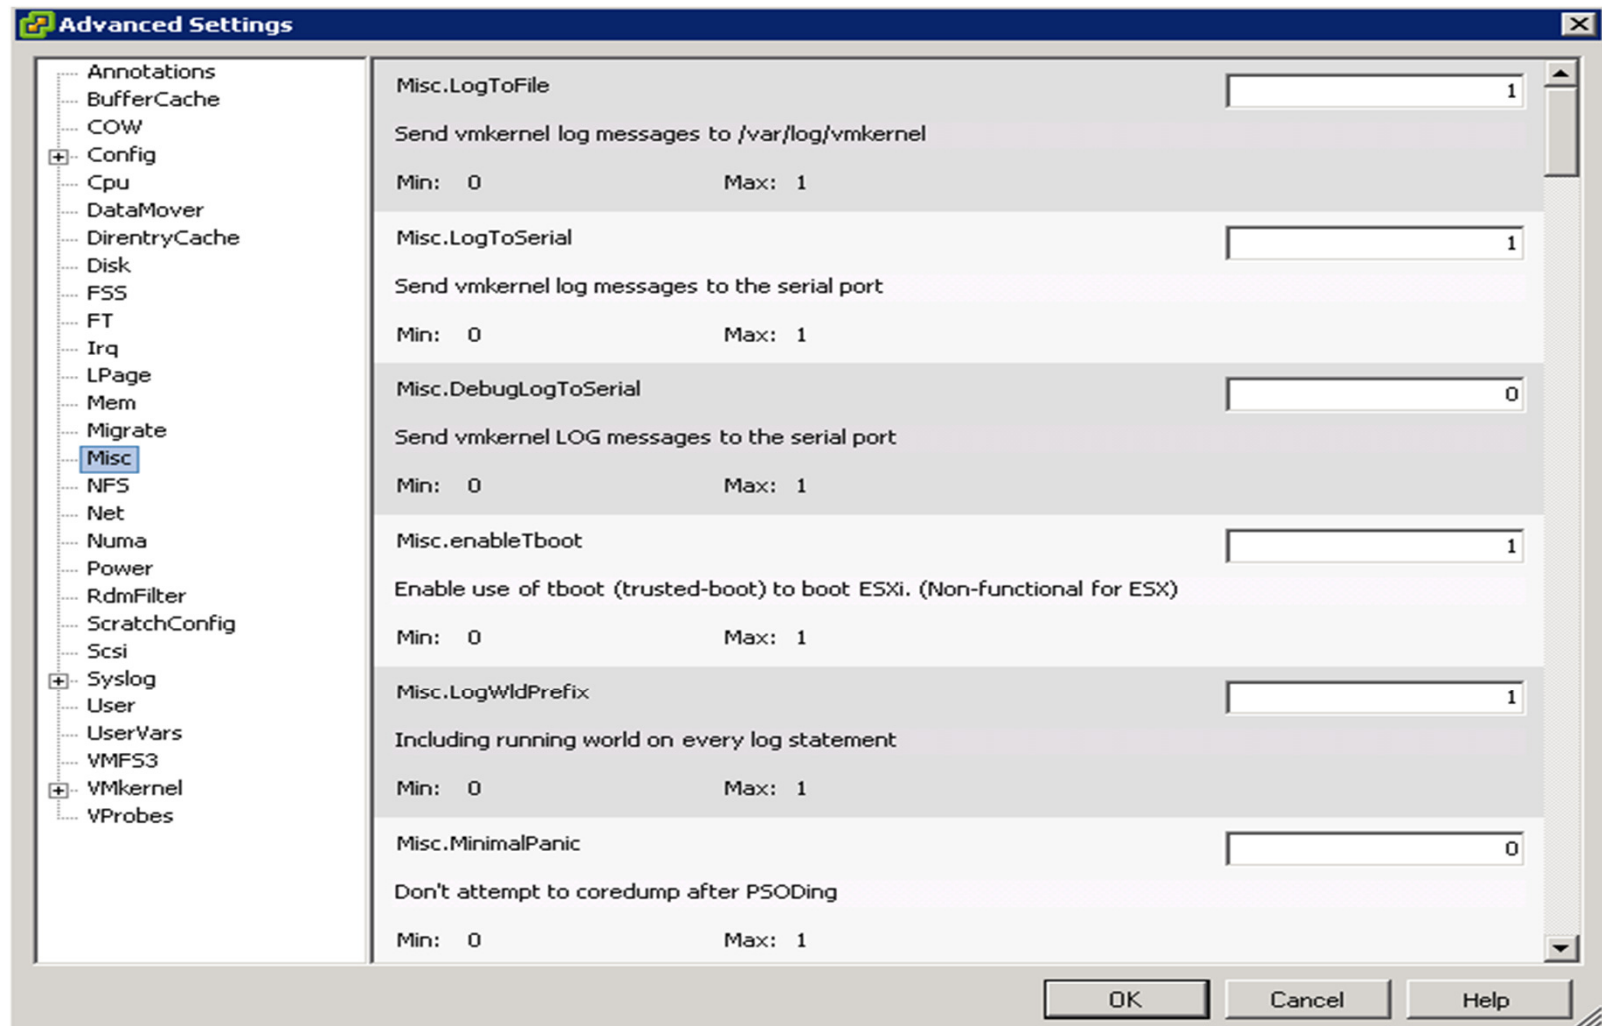 Advanced Settings
Annotations
BufferCache
COW
Config
Cpu
DataMover
DirentryCache
Disk
FSS
FT
Irq
LPage
Mem
Migrate
Misc
NFS
Net
Numa
Power
RdmFilter
ScratchConfig
Scsi
Syslog
User
UserVars
VMFS3
VMkernel
VProbes
Misc.LogToFile 1
Send vmkernel log messages to /var/log/vmkernel
Min: 0 Max: 1
Misc.LogToSerial 1
Send vmkernel log messages to the serial port
Min: 0 Max: 1
Misc.DebugLogToSerial 0
Send vmkernel LOG messages to the serial port
Min: 0 Max: 1
Misc.enableTboot 1
Enable use of tboot (trusted-boot) to boot ESXi. (Non-functional for ESX)
Min: 0 Max: 1
Misc.LogWldPrefix 1
Including running world on every log statement
Min: 0 Max: 1
Misc.MinimalPanic 0
Don't attempt to coredump after PSODing
Min: 0 Max: 1
OK Cancel Help